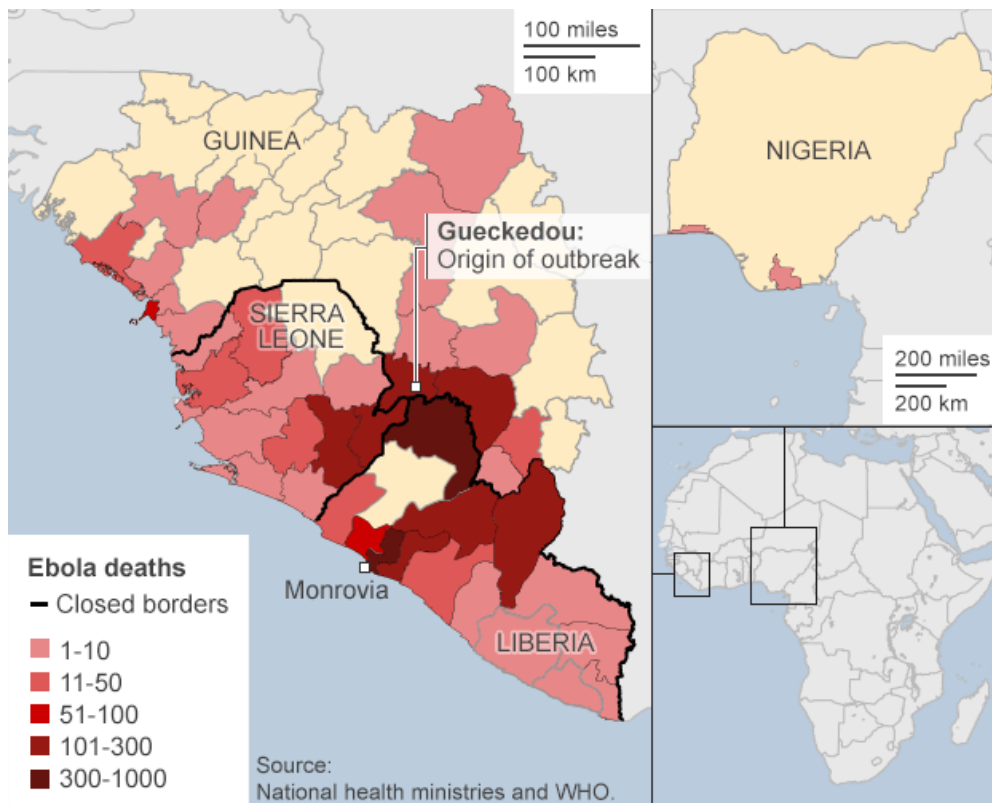 100 miles
100 km
GUINEA
Gueckedou:
Origin of outbreak
SIERRA
LEONE
Monrovia
LIBERIA
Ebola deaths
Closed borders
1-10
11-50
51-100
101-300
300-1000
Source:
National health ministries and WHO.
NIGERIA
200 miles
200 km